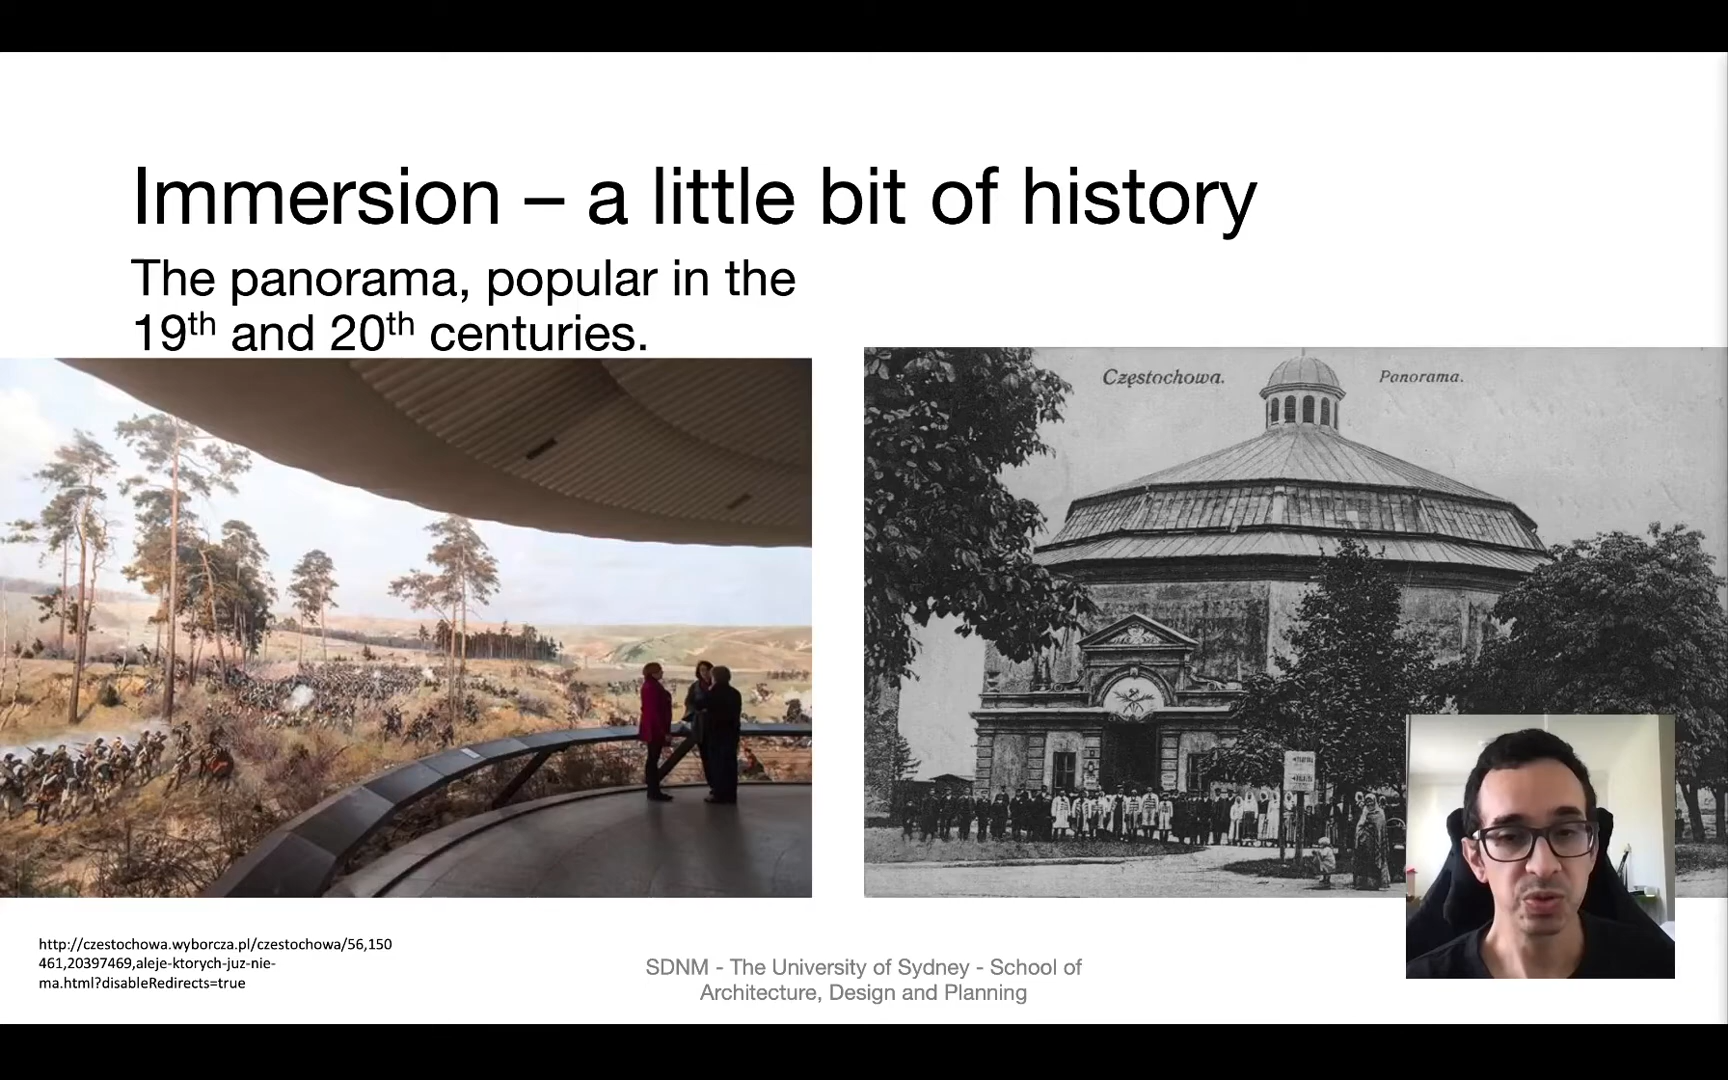 Immersion – a little bit of history
The panorama, popular in the
19th and 20th centuries.
Częstochowa. Panorama.
http://czestochowa.wyborcza.pl/czestochowa/56,150
461,20397469,aleje-ktorych-juz-nie-
ma.html?disableRedirects=true
SDNM - The University of Sydney - School of
Architecture, Design and Planning